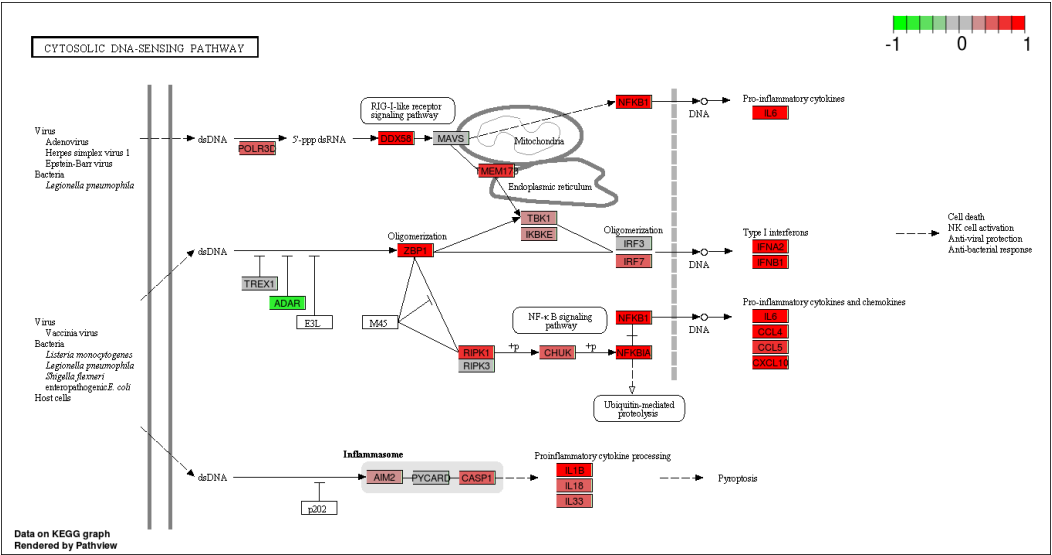 CYTOSOLIC DNA-SENSING PATHWAY
-1 0 1
RIG-I-like receptor
signaling pathway
NFKB1
DNA
Pro-inflammatory cytokines
IL6
Virus
Adenovirus
Herpes simplex virus 1
Epstein-Barr virus
Bacteria
Legionella pneumophila
dsDNA
POLR3D
5'-ppp dsRNA
DDX58
MAVS
Mitochondria
TMEM173
Endoplasmic reticulum
TBK1
IKBKE
Oligomerization
IRF3
IRF7
DNA
Type I interferons
IFNA2
IFNB1
Cell death
NK cell activation
Anti-viral protection
Anti-bacterial response
dsDNA
Oligomerization
ZBP1
TREX1
ADAR
E3L
M45
Virus
Vaccinia virus
Bacteria
Listeria monocytogenes
Legionella pneumophila
Shigella flexneri
enteropathogenicE. coli
Host cells
NF-κ B signaling
pathway
NFKB1
DNA
Pro-inflammatory cytokines and chemokines
IL6
CCL4
CCL5
CXCL10
RIPK1
RIPK3
+p
CHUK
+p
NFKBIA
Ubiquitin-mediated
proteolysis
Inflammasome
dsDNA
p202
AIM2
PYCARD
CASP1
Proinflammatory cytokine processing
IL1B
IL18
IL33
Pyroptosis
Data on KEGG graph
Rendered by Pathview